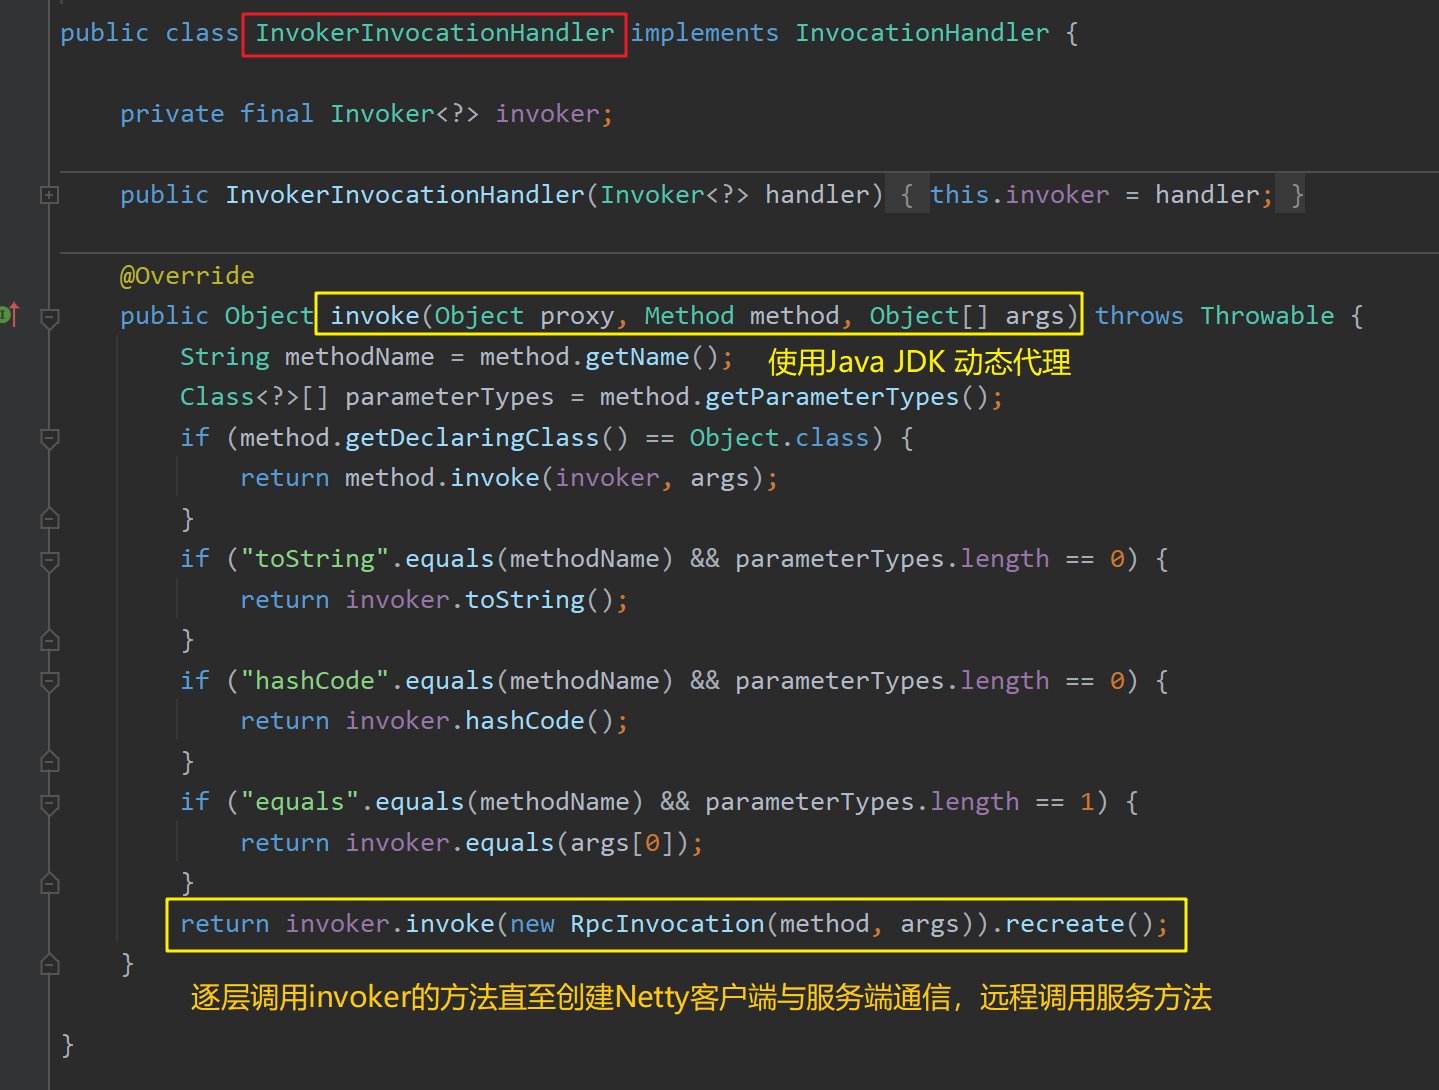 public class InvokerInvocationHandler implements InvocationHandler {
private final Invoker<?> invoker;
public InvokerInvocationHandler(Invoker<?> handler) { this.invoker = handler; }
@Override
public Object invoke(Object proxy, Method method, Object[] args) throws Throwable {
String methodName = method.getName(); 使用Java JDK 动态代理
Class<?>[] parameterTypes = method.getParameterTypes();
if (method.getDeclaringClass() == Object.class) {
return method.invoke(invoker, args);
}
if ("toString".equals(methodName) && parameterTypes.length == 0) {
return invoker.toString();
}
if ("hashCode".equals(methodName) && parameterTypes.length == 0) {
return invoker.hashCode();
}
if ("equals".equals(methodName) && parameterTypes.length == 1) {
return invoker.equals(args[0]);
}
return invoker.invoke(new RpcInvocation(method, args)).recreate();
}
逐层调用invoker的方法直至创建Netty客户端与服务端通信，远程调用服务方法
}